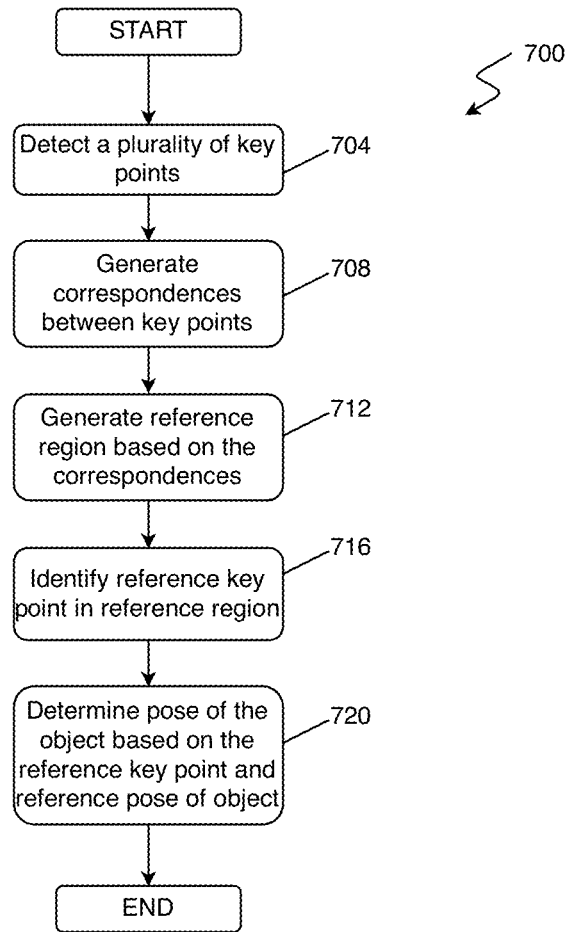 START
700
Detect a plurality of key
points
704
Generate
correspondences
between key points
708
Generate reference
region based on the
correspondences
712
Identify reference key
point in reference region
716
Determine pose of the
object based on the
reference key point and
reference pose of object
720
END